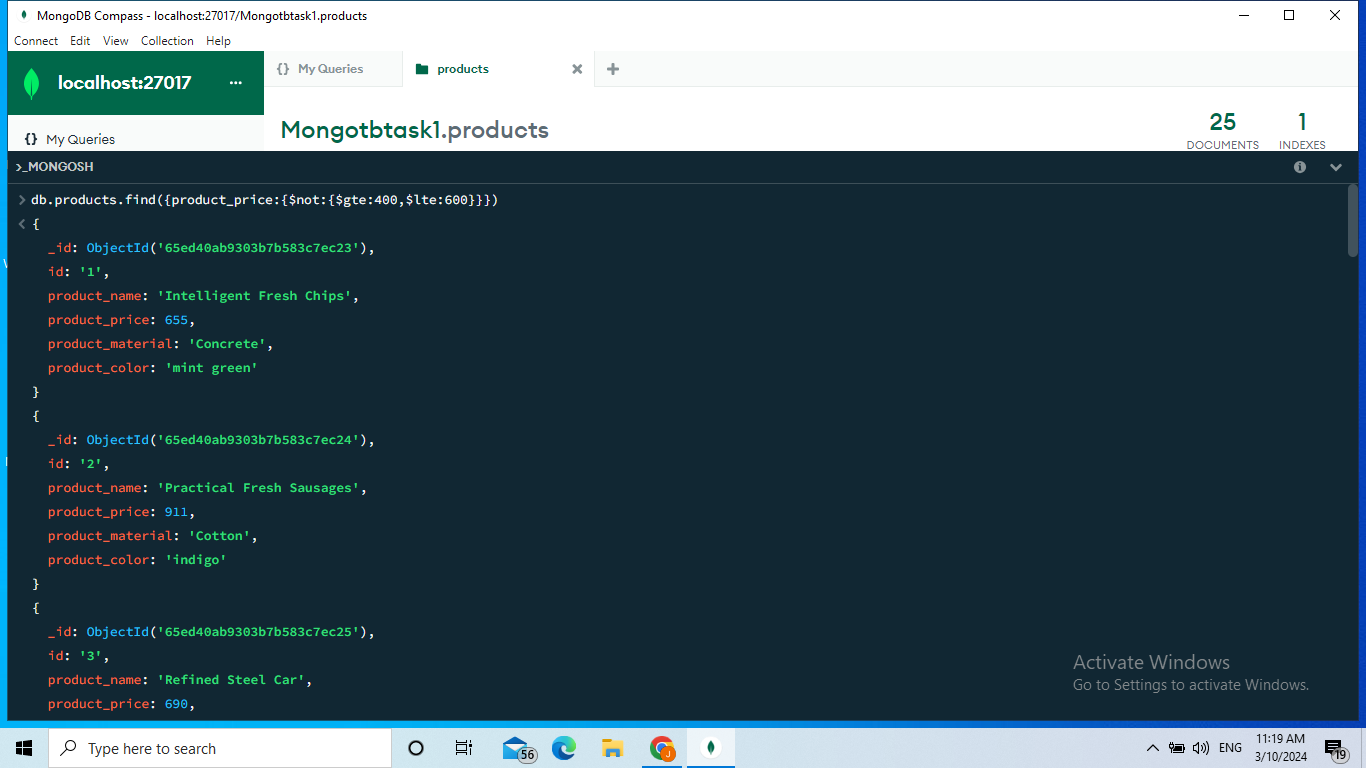 MongoDB Compass - localhost:27017/Mongotbtask1.products
Connect Edit View Collection Help
localhost:27017 ...
{} My Queries
products
{} My Queries
Mongotbtask1.products
25
DOCUMENTS
1
INDEXES
>_MONGOSH
> db.products.find({product_price:{$not:{$gte:400,$lte:600}}})
< {
_id: ObjectId('65ed40ab9303b7b583c7ec23'),
id: '1',
product_name: 'Intelligent Fresh Chips',
product_price: 655,
product_material: 'Concrete',
product_color: 'mint green'
}
{
_id: ObjectId('65ed40ab9303b7b583c7ec24'),
id: '2',
product_name: 'Practical Fresh Sausages',
product_price: 911,
product_material: 'Cotton',
product_color: 'indigo'
}
{
_id: ObjectId('65ed40ab9303b7b583c7ec25'),
id: '3',
product_name: 'Refined Steel Car',
product_price: 690,
Activate Windows
Go to Settings to activate Windows.
Type here to search
56
J
ENG
11:19 AM
3/10/2024
19